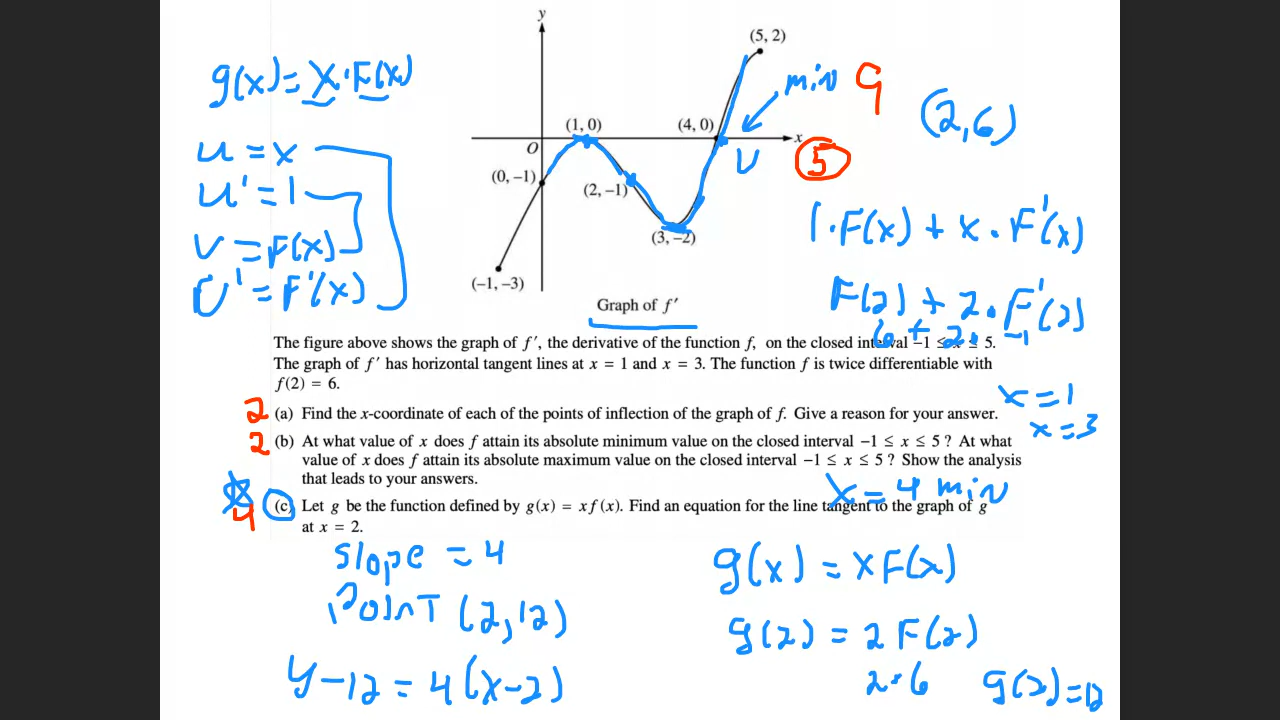 y
(5, 2)
g(x) = x·F(x)
min
9
(2,6)
(1, 0)
(4, 0)
x
O
5
u = x
(0, −1)
(2, −1)
u' = 1
1·F(x) + x·F'(x)
v = F(x)
(3, −2)
v' = F'(x)
(−1, −3)
F(2) + 2·F'(2)
Graph of f′
6 + 2·−1
The figure above shows the graph of f′, the derivative of the function f, on the closed interval −1 ≤ x ≤ 5.
The graph of f′ has horizontal tangent lines at x = 1 and x = 3. The function f is twice differentiable with
f(2) = 6.
x = 1
x = 3
2 (a) Find the x-coordinate of each of the points of inflection of the graph of f. Give a reason for your answer.
2 (b) At what value of x does f attain its absolute minimum value on the closed interval −1 ≤ x ≤ 5 ? At what
value of x does f attain its absolute maximum value on the closed interval −1 ≤ x ≤ 5 ? Show the analysis
that leads to your answers.
x = 4 min
4 (c) Let g be the function defined by g(x) = x f(x). Find an equation for the line tangent to the graph of g
at x = 2.
slope = 4
g(x) = xF(x)
Point (2,12)
g(2) = 2F(2)
y − 12 = 4(x − 2)
2·6
g(2) = 12